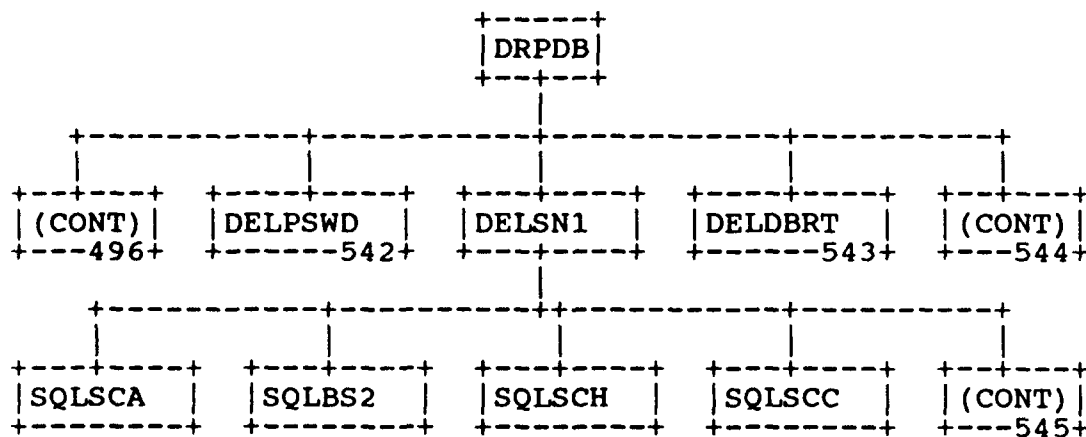 DRPDB
(CONT) DELPSWD DELSN1 DELDBRT (CONT)
496 542 543 544
SQLSCA SQLBS2 SQLSCH SQLSCC (CONT)
545